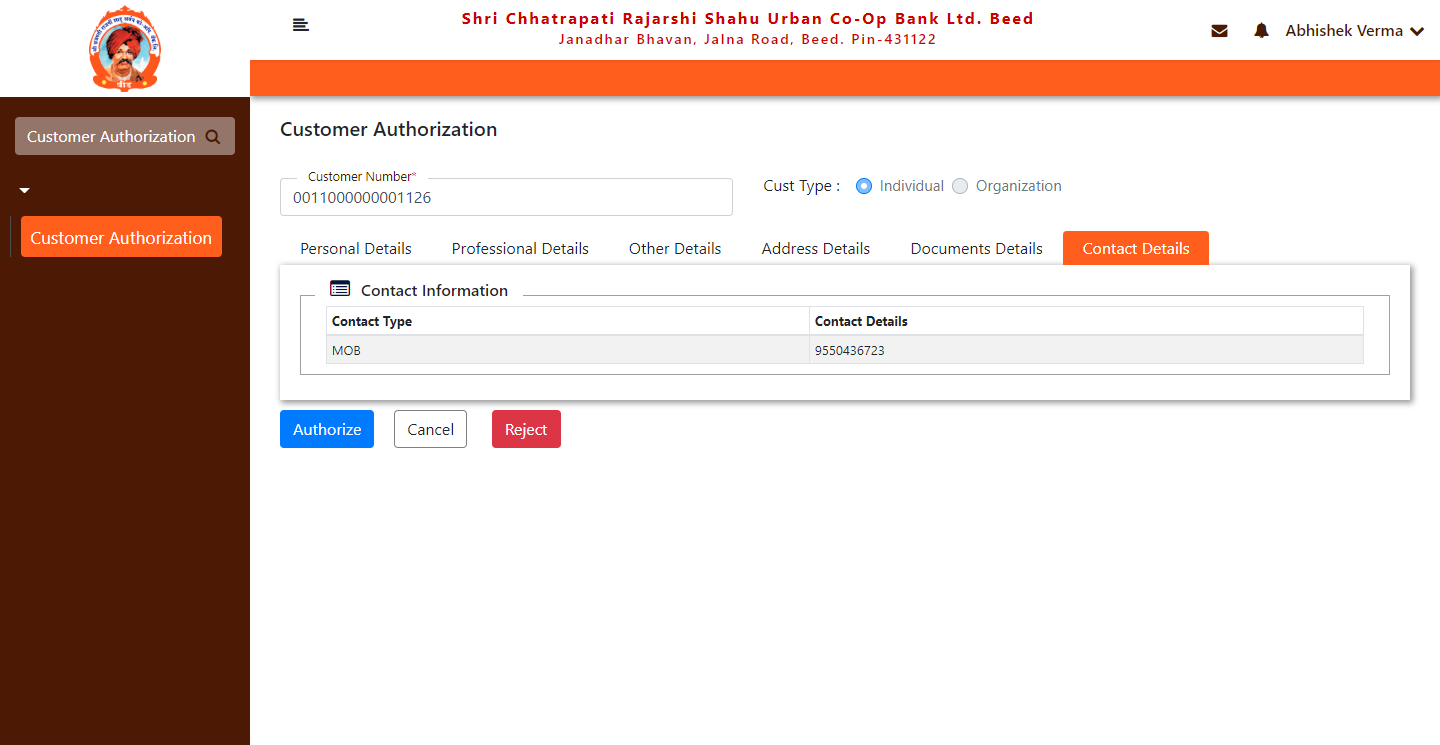 Shri Chhatrapati Rajarshi Shahu Urban Co-Op Bank Ltd. Beed
Janadhar Bhavan, Jalna Road, Beed. Pin-431122
Abhishek Verma
बीड
Customer Authorization
Customer Authorization
Customer Authorization
Customer Number*
0011000000001126
Cust Type :
Individual
Organization
Personal Details
Professional Details
Other Details
Address Details
Documents Details
Contact Details
Contact Information
Contact Type
Contact Details
MOB
9550436723
Authorize
Cancel
Reject